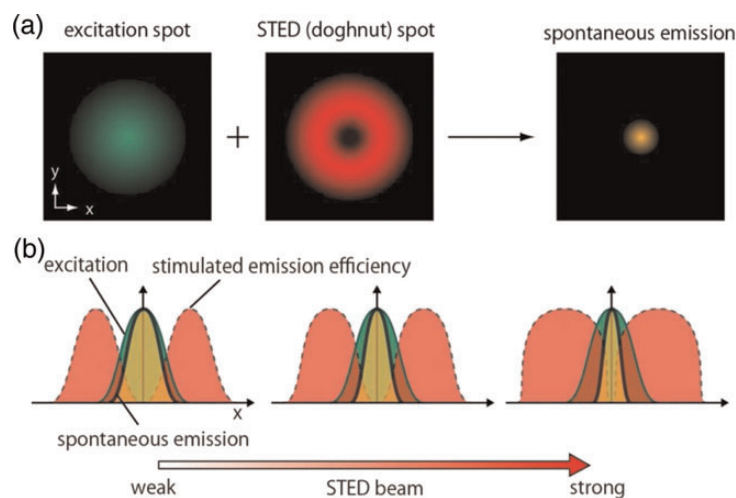 (a)
excitation spot
STED (doghnut) spot
spontaneous emission
+
y
x
(b)
excitation
stimulated emission efficiency
x
spontaneous emission
weak
STED beam
strong